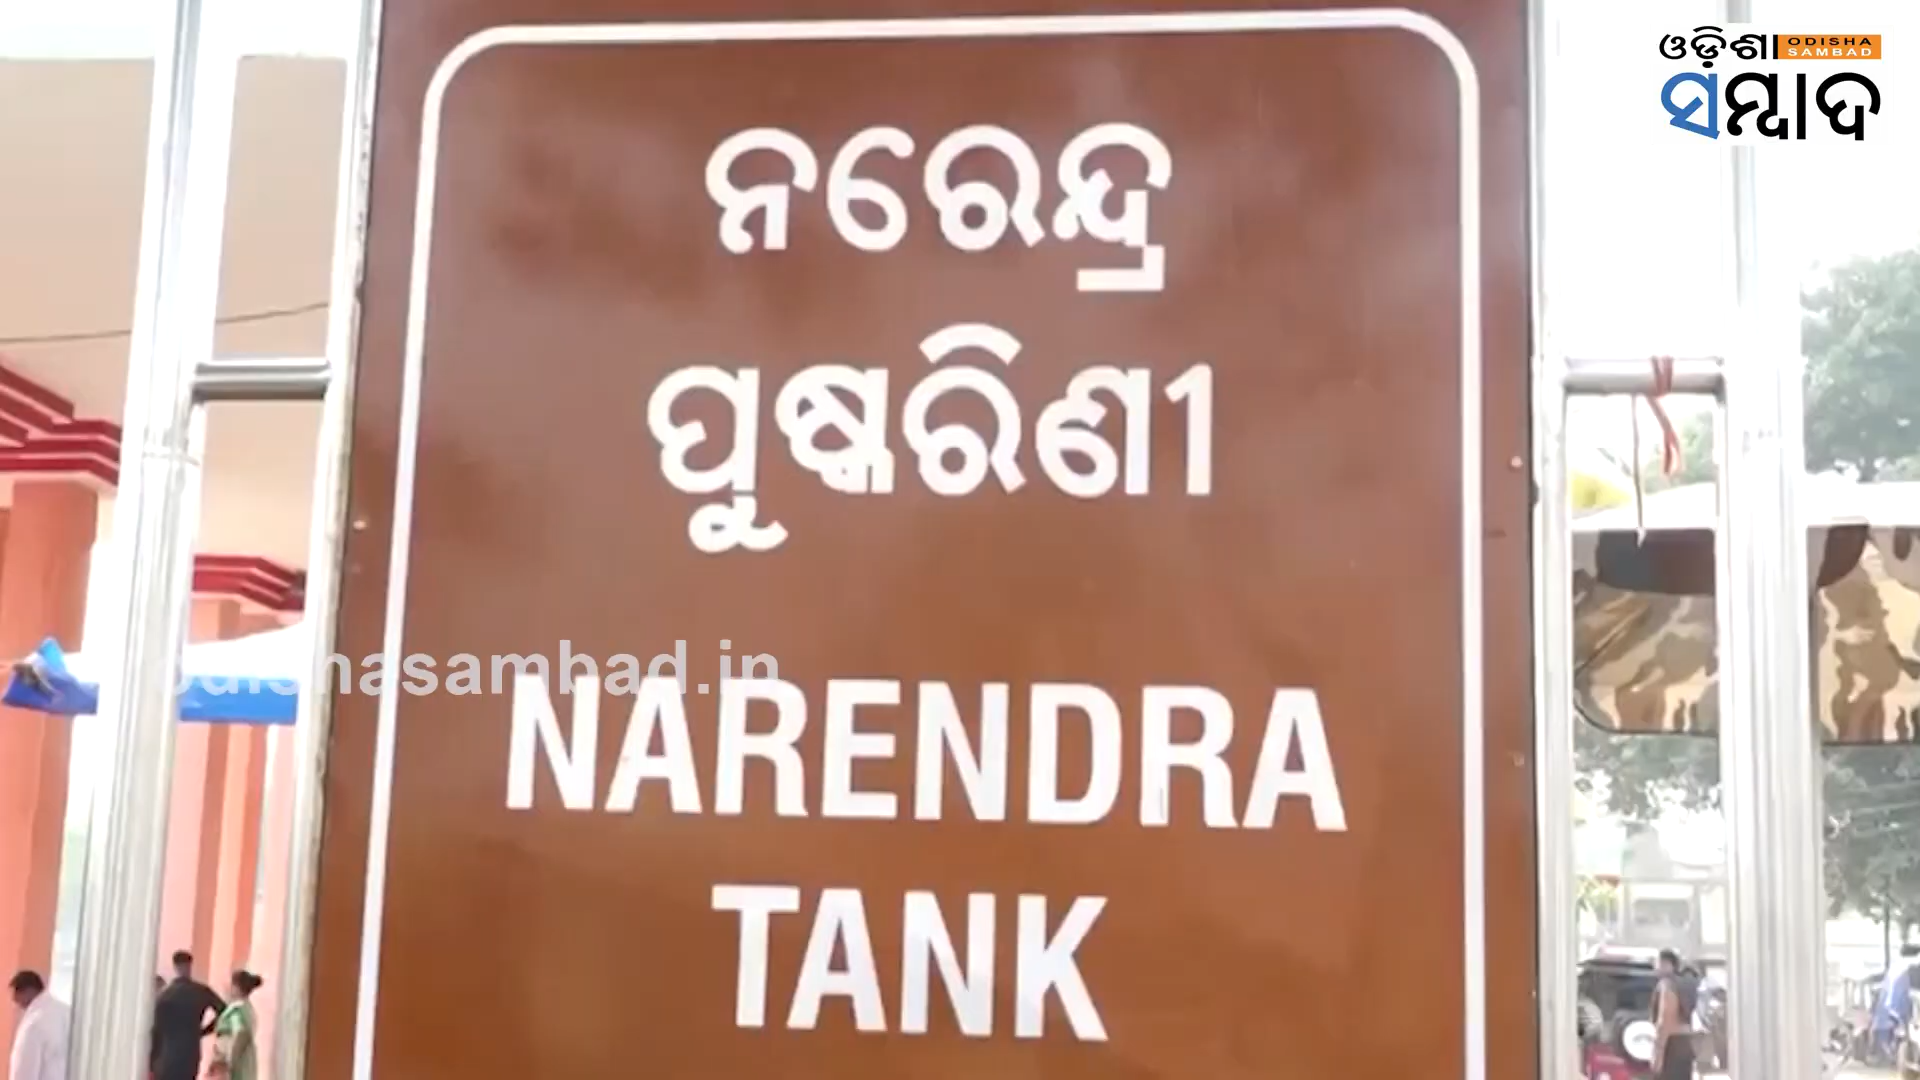 ଓଡ଼ିଶା
ODISHA
SAMBAD
ସମ୍ବାଦ
ନରେନ୍ଦ୍ର
ପୁଷ୍କରିଣୀ
odishasambad.in
NARENDRA
TANK